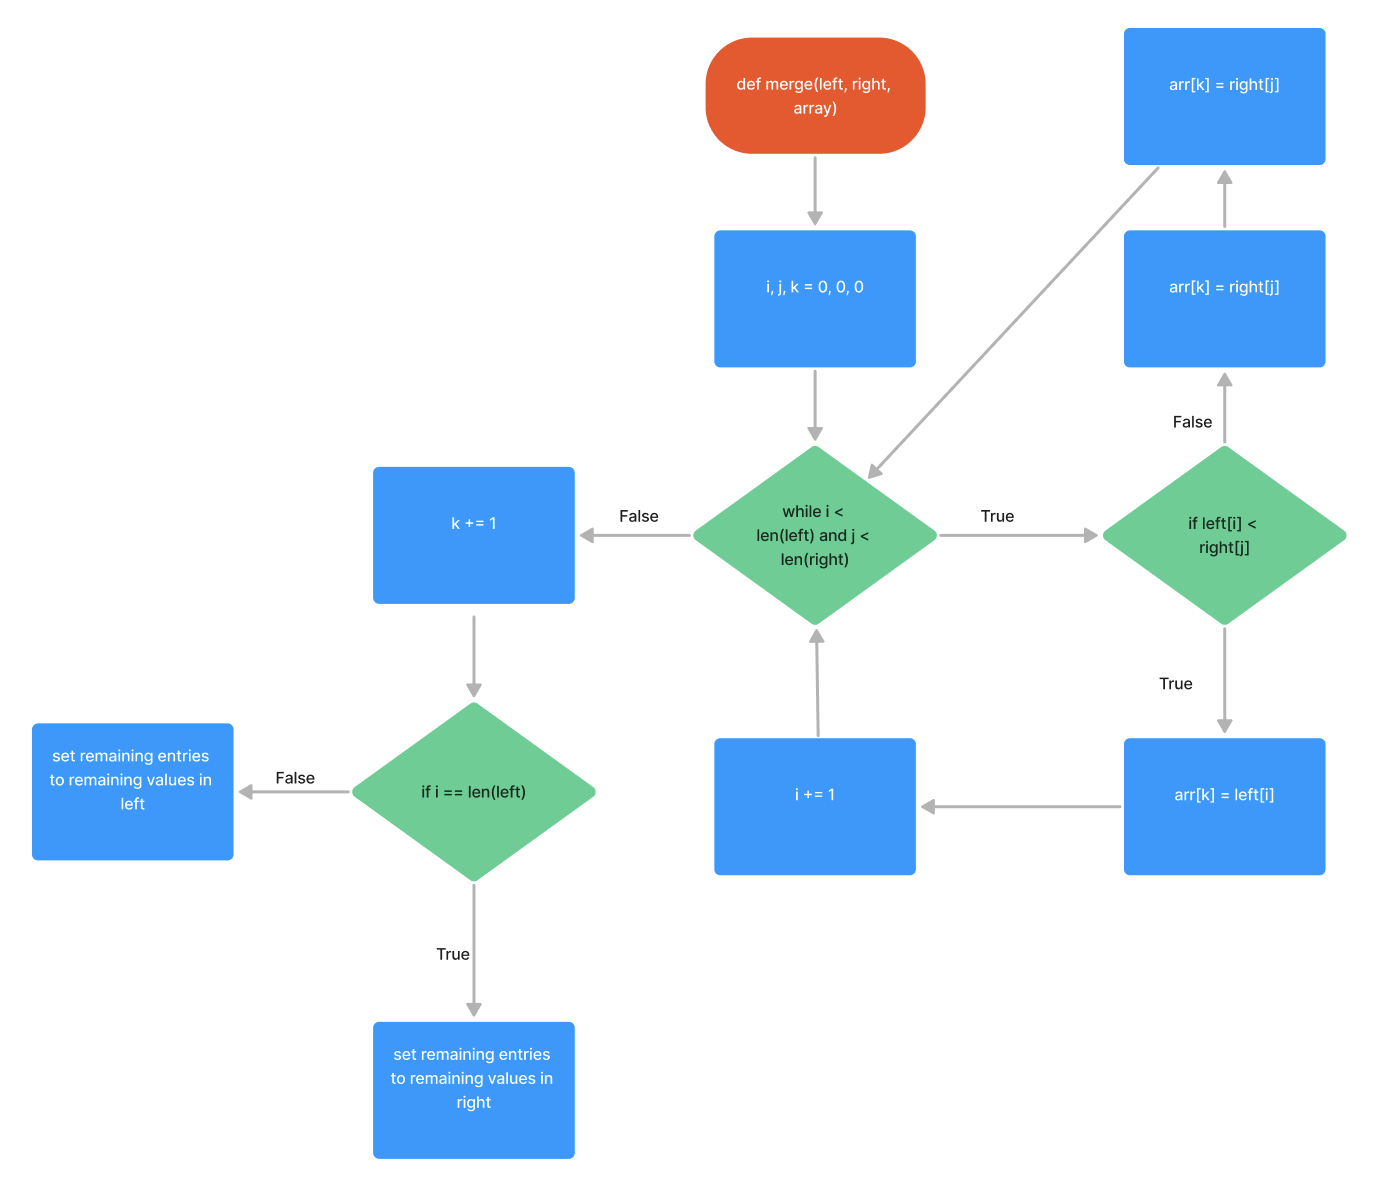 def merge(left, right,
array)
arr[k] = right[j]
i, j, k = 0, 0, 0
arr[k] = right[j]
False
k += 1
False
while i <
len(left) and j <
len(right)
True
if left[i] <
right[j]
True
set remaining entries
to remaining values in
left
False
if i == len(left)
i += 1
arr[k] = left[i]
True
set remaining entries
to remaining values in
right